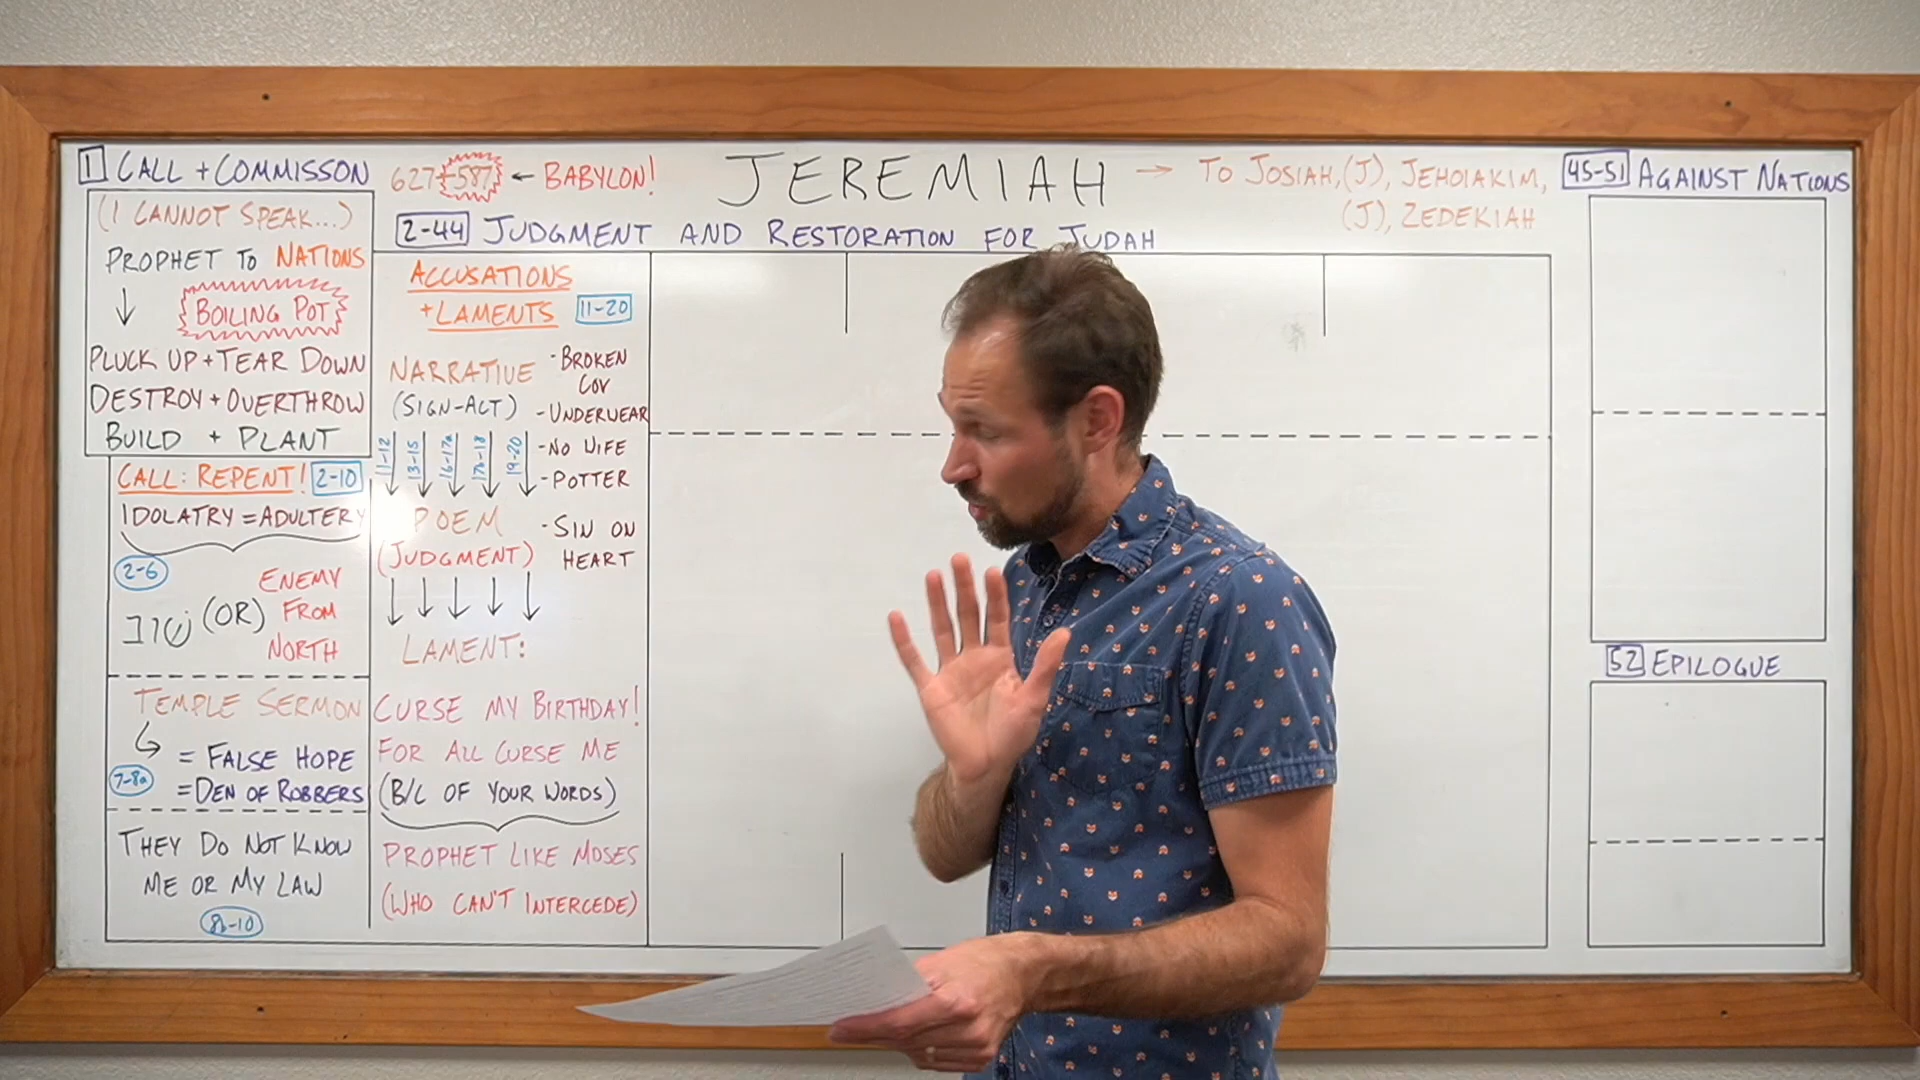 1 CALL + COMMISSON
(I CANNOT SPEAK...)
PROPHET TO NATIONS
BOILING POT
PLUCK UP + TEAR DOWN
DESTROY + OVERTHROW
BUILD + PLANT
627-587 ← BABYLON!
JEREMIAH → TO JOSIAH, (J), JEHOIAKIM,
(J), ZEDEKIAH
2-44 JUDGMENT AND RESTORATION FOR JUDAH
CALL: REPENT! 2-10
IDOLATRY = ADULTERY
2-6
שוב (OR)
ENEMY
FROM
NORTH
TEMPLE SERMON
= FALSE HOPE
7-8a
= DEN OF ROBBERS
THEY DO NOT KNOW
ME OR MY LAW
8b-10
ACCUSATIONS
+ LAMENTS 11-20
NARRATIVE
(SIGN-ACT)
- BROKEN
COV
- UNDERWEAR
- NO WIFE
- POTTER
- SIN ON
HEART
11-12
13-15
16-17a
17b-18
19-20
POEM
(JUDGMENT)
LAMENT:
CURSE MY BIRTHDAY!
FOR ALL CURSE ME
(B/C OF YOUR WORDS)
PROPHET LIKE MOSES
(WHO CAN'T INTERCEDE)
45-51 AGAINST NATIONS
52 EPILOGUE